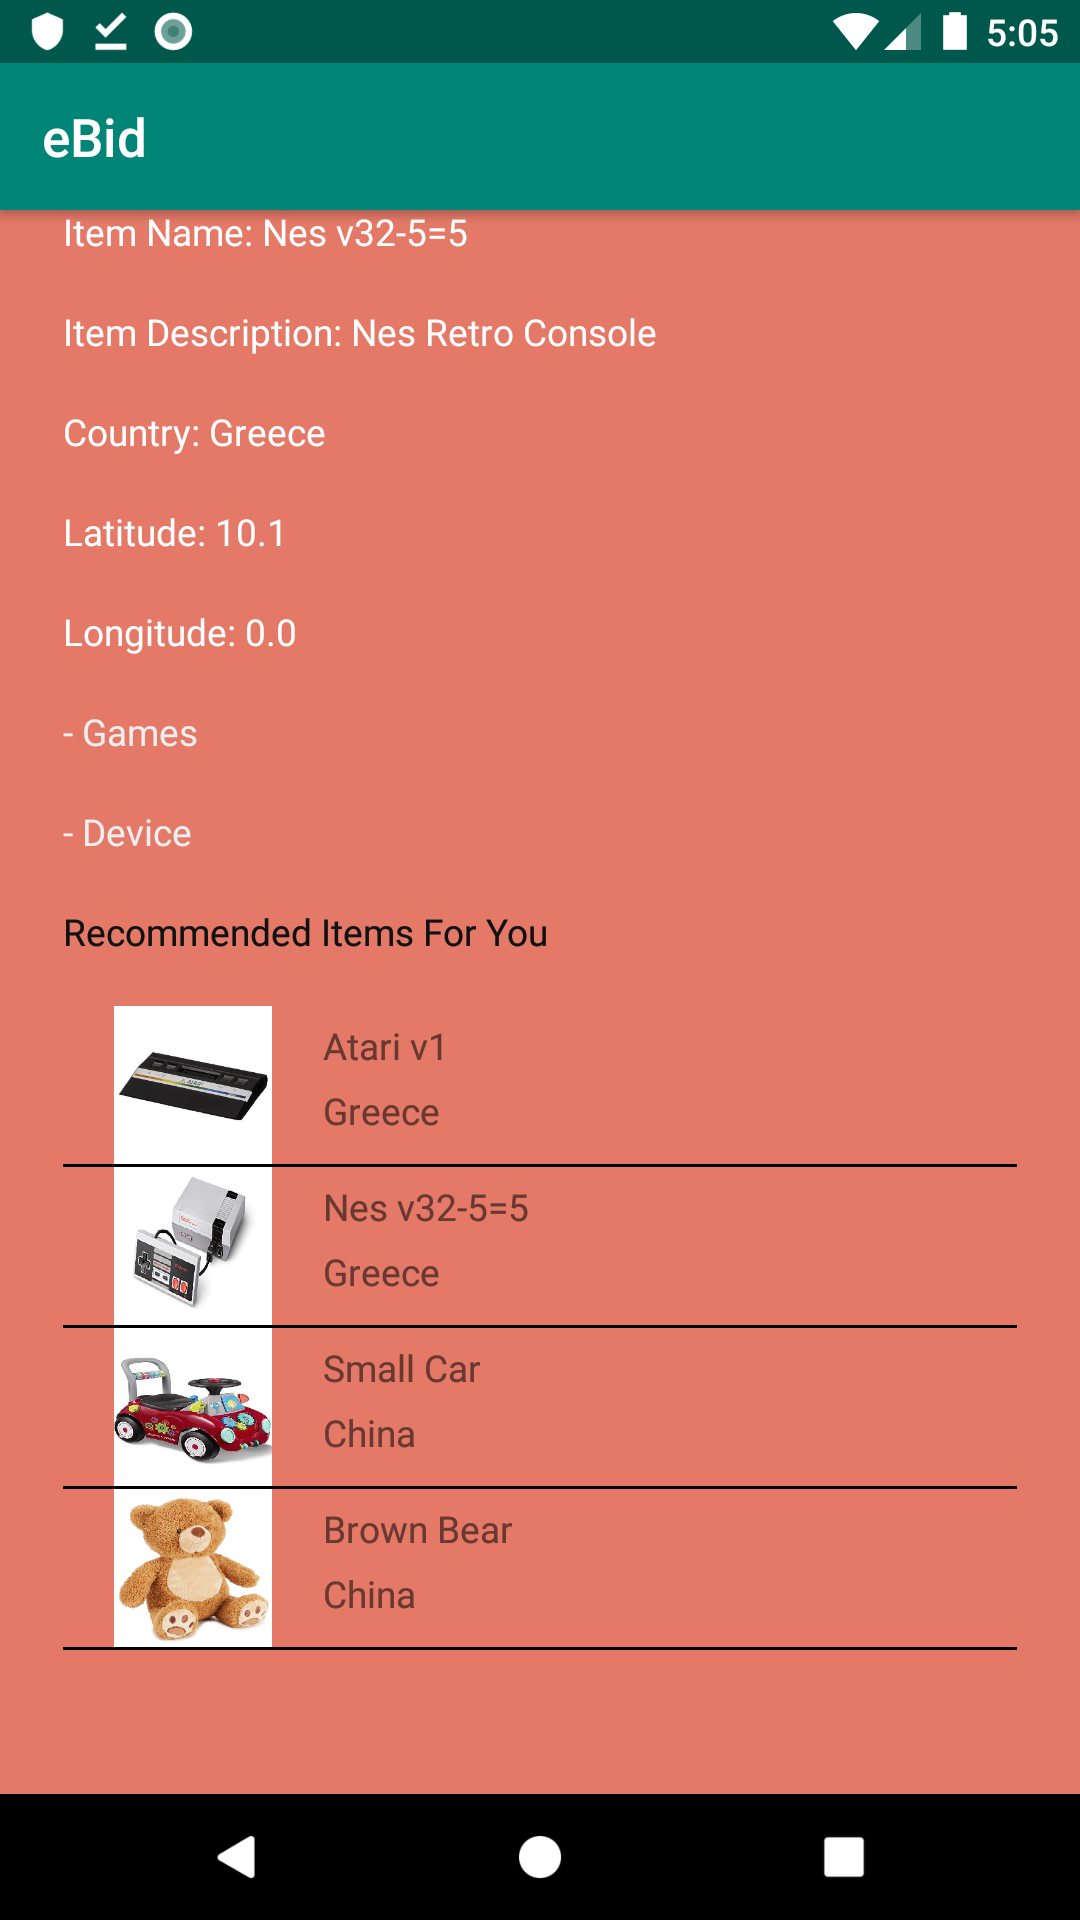 5:05
eBid
Item Name: Nes v32-5=5
Item Description: Nes Retro Console
Country: Greece
Latitude: 10.1
Longitude: 0.0
- Games
- Device
Recommended Items For You
Atari v1
Greece
Nes v32-5=5
Greece
Small Car
China
Brown Bear
China